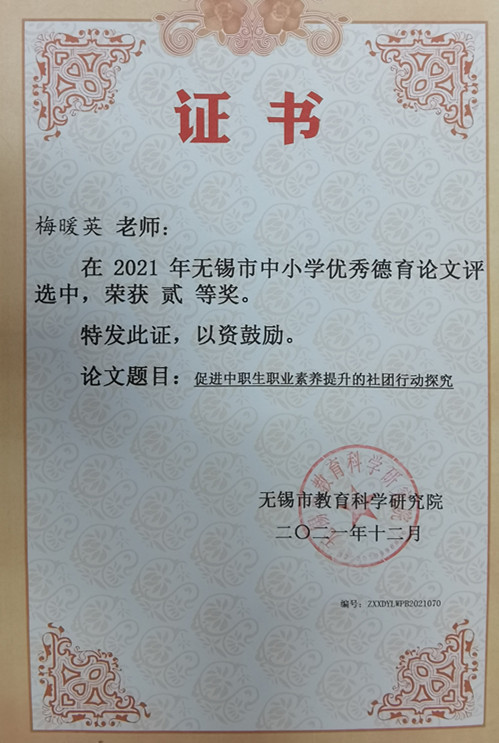 证书
梅暖英 老师：
在 2021 年无锡市中小学优秀德育论文评
选中，荣获 贰 等奖。
特发此证，以资鼓励。
论文题目：促进中职生职业素养提升的社团行动探究
无锡市教育科学研究院
二〇二一年十二月
编号：ZXXDYLWPB2021070